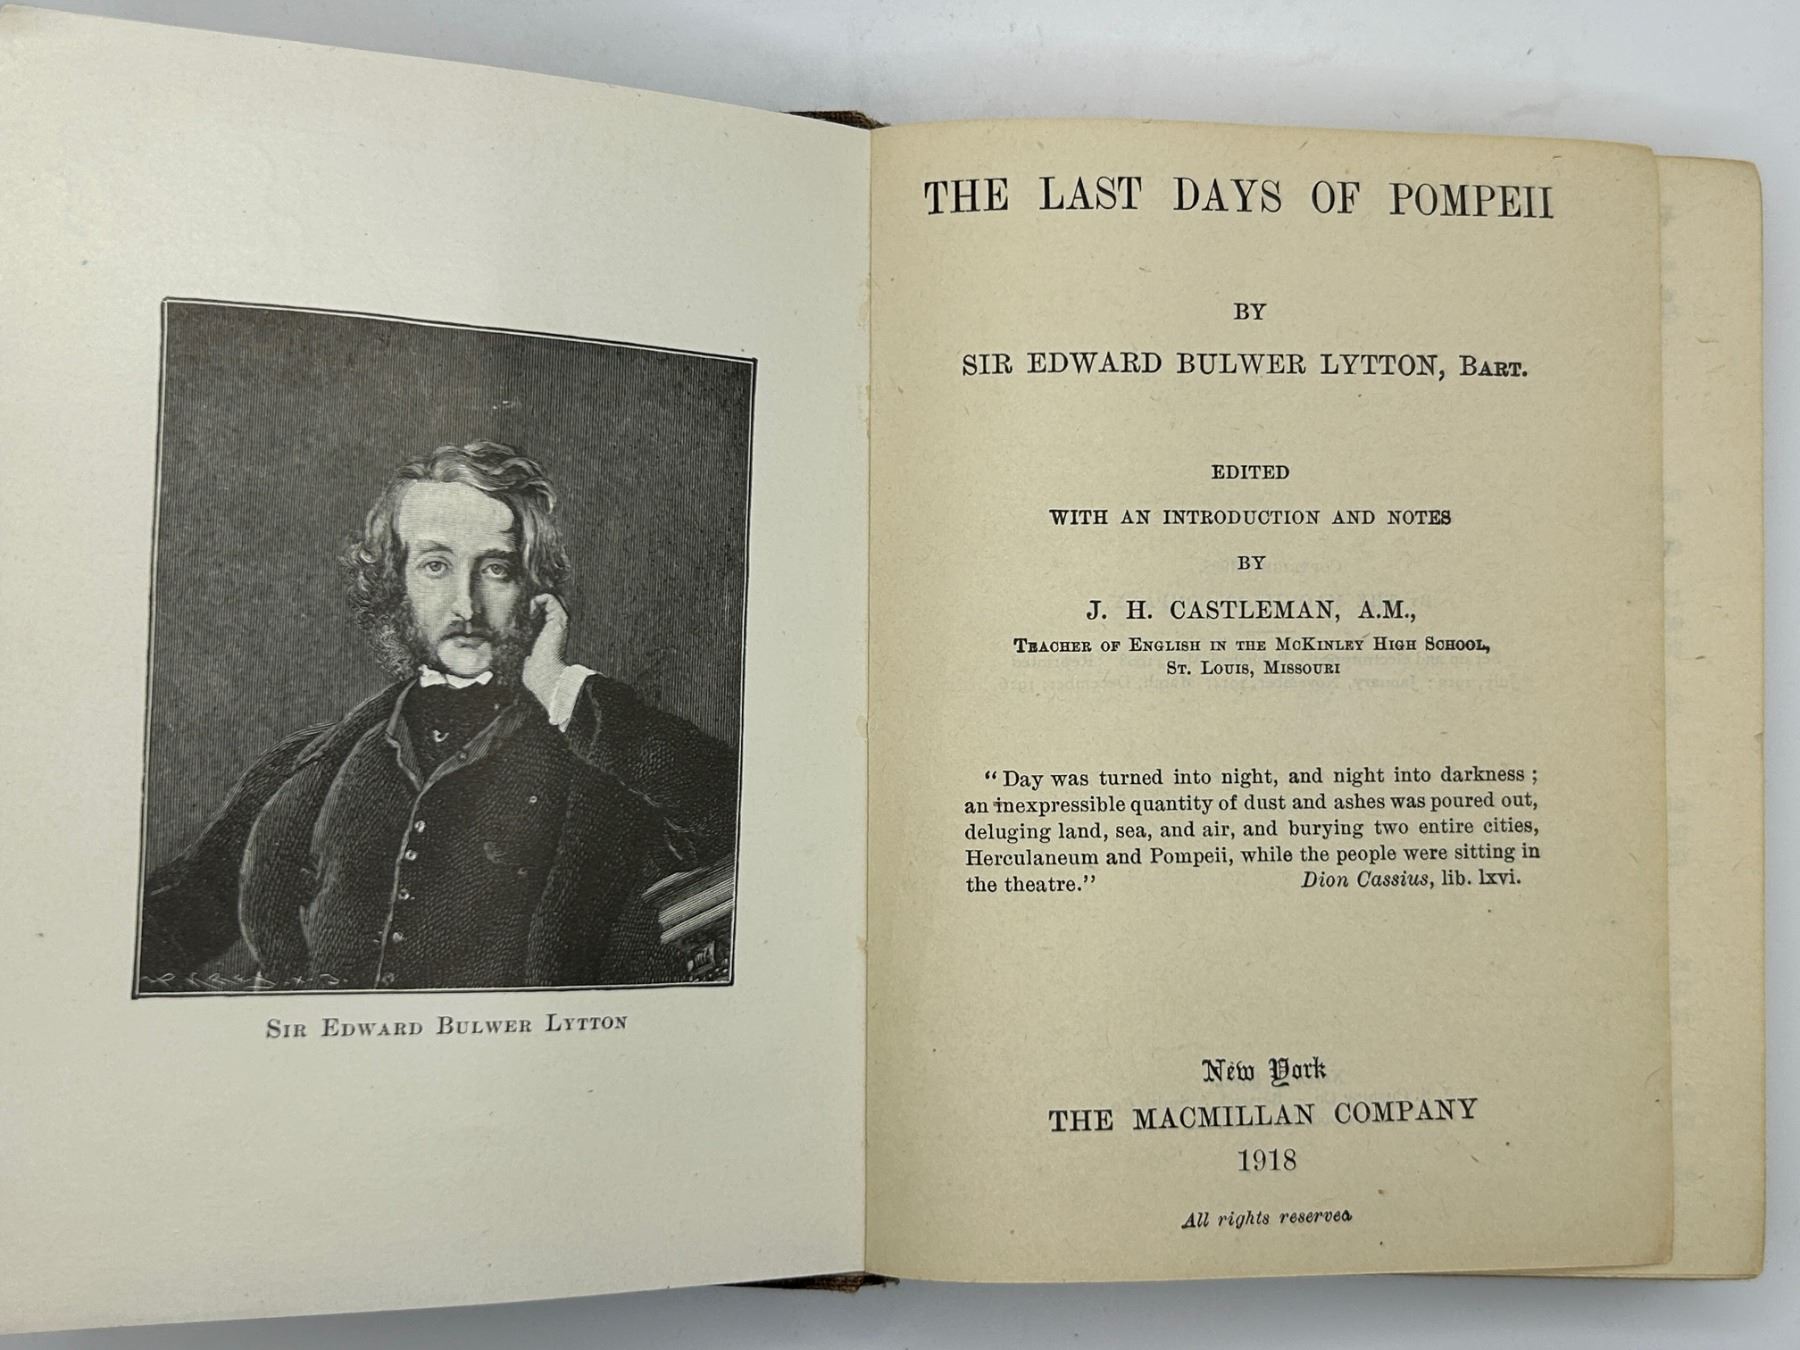 SIR EDWARD BULWER LYTTON
THE LAST DAYS OF POMPEII
BY
SIR EDWARD BULWER LYTTON, BART.
EDITED
WITH AN INTRODUCTION AND NOTES
BY
J. H. CASTLEMAN, A.M.,
TEACHER OF ENGLISH IN THE MCKINLEY HIGH SCHOOL,
ST. LOUIS, MISSOURI
"Day was turned into night, and night into darkness;
an inexpressible quantity of dust and ashes was poured out,
deluging land, sea, and air, and burying two entire cities,
Herculaneum and Pompeii, while the people were sitting in
the theatre." Dion Cassius, lib. lxvi.
New York
THE MACMILLAN COMPANY
1918
All rights reserved